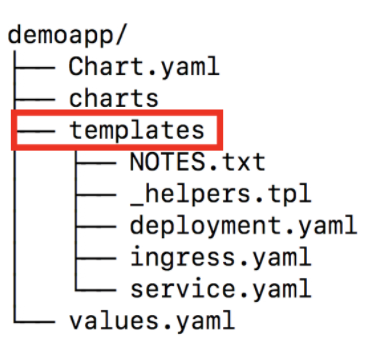 demoapp/
├── Chart.yaml
├── charts
├── templates
│   ├── NOTES.txt
│   ├── _helpers.tpl
│   ├── deployment.yaml
│   ├── ingress.yaml
│   └── service.yaml
└── values.yaml